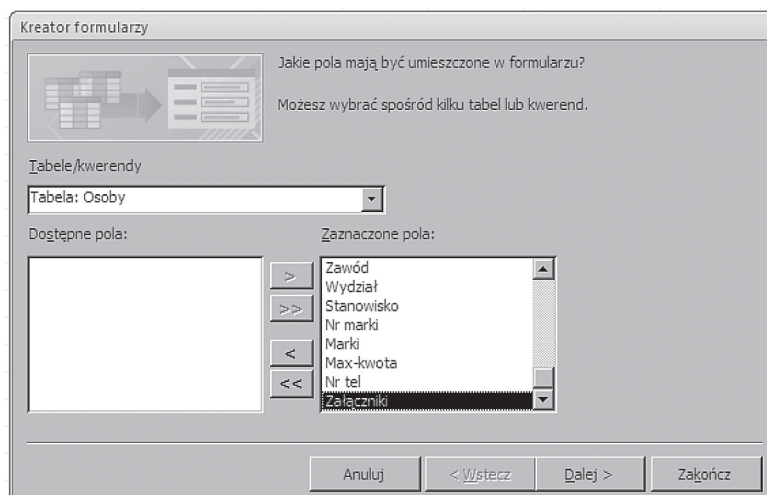 Kreator formularzy
Jakie pola mają być umieszczone w formularzu?
Możesz wybrać spośród kilku tabel lub kwerend.
Tabele/kwerendy
Tabela: Osoby
Dostępne pola:
Zaznaczone pola:
>
>>
<
<<
Zawód
Wydział
Stanowisko
Nr marki
Marki
Max-kwota
Nr tel
Załączniki
Anuluj
< Wstecz
Dalej >
Zakończ